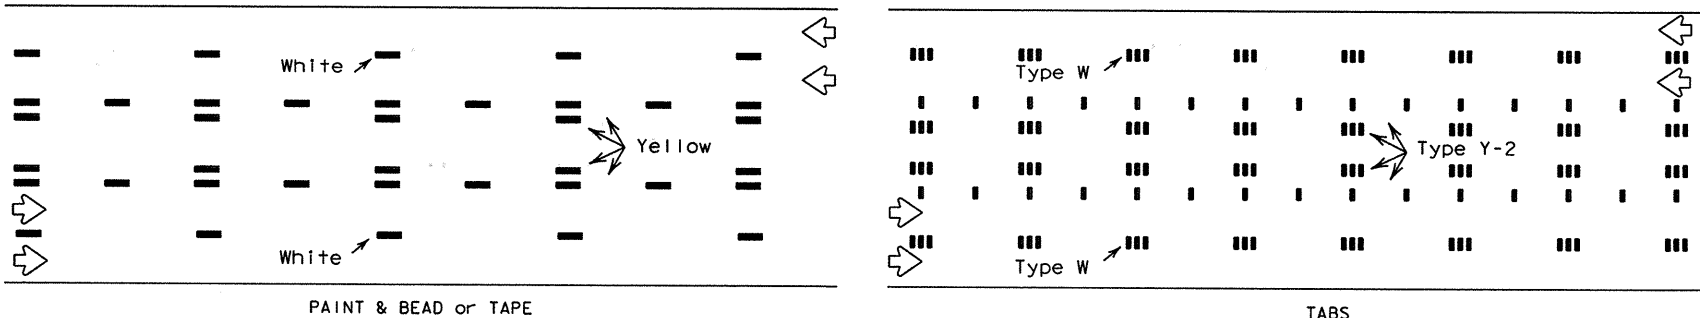 White
Yellow
White
PAINT & BEAD or TAPE
Type W
Type Y-2
Type W
TABS